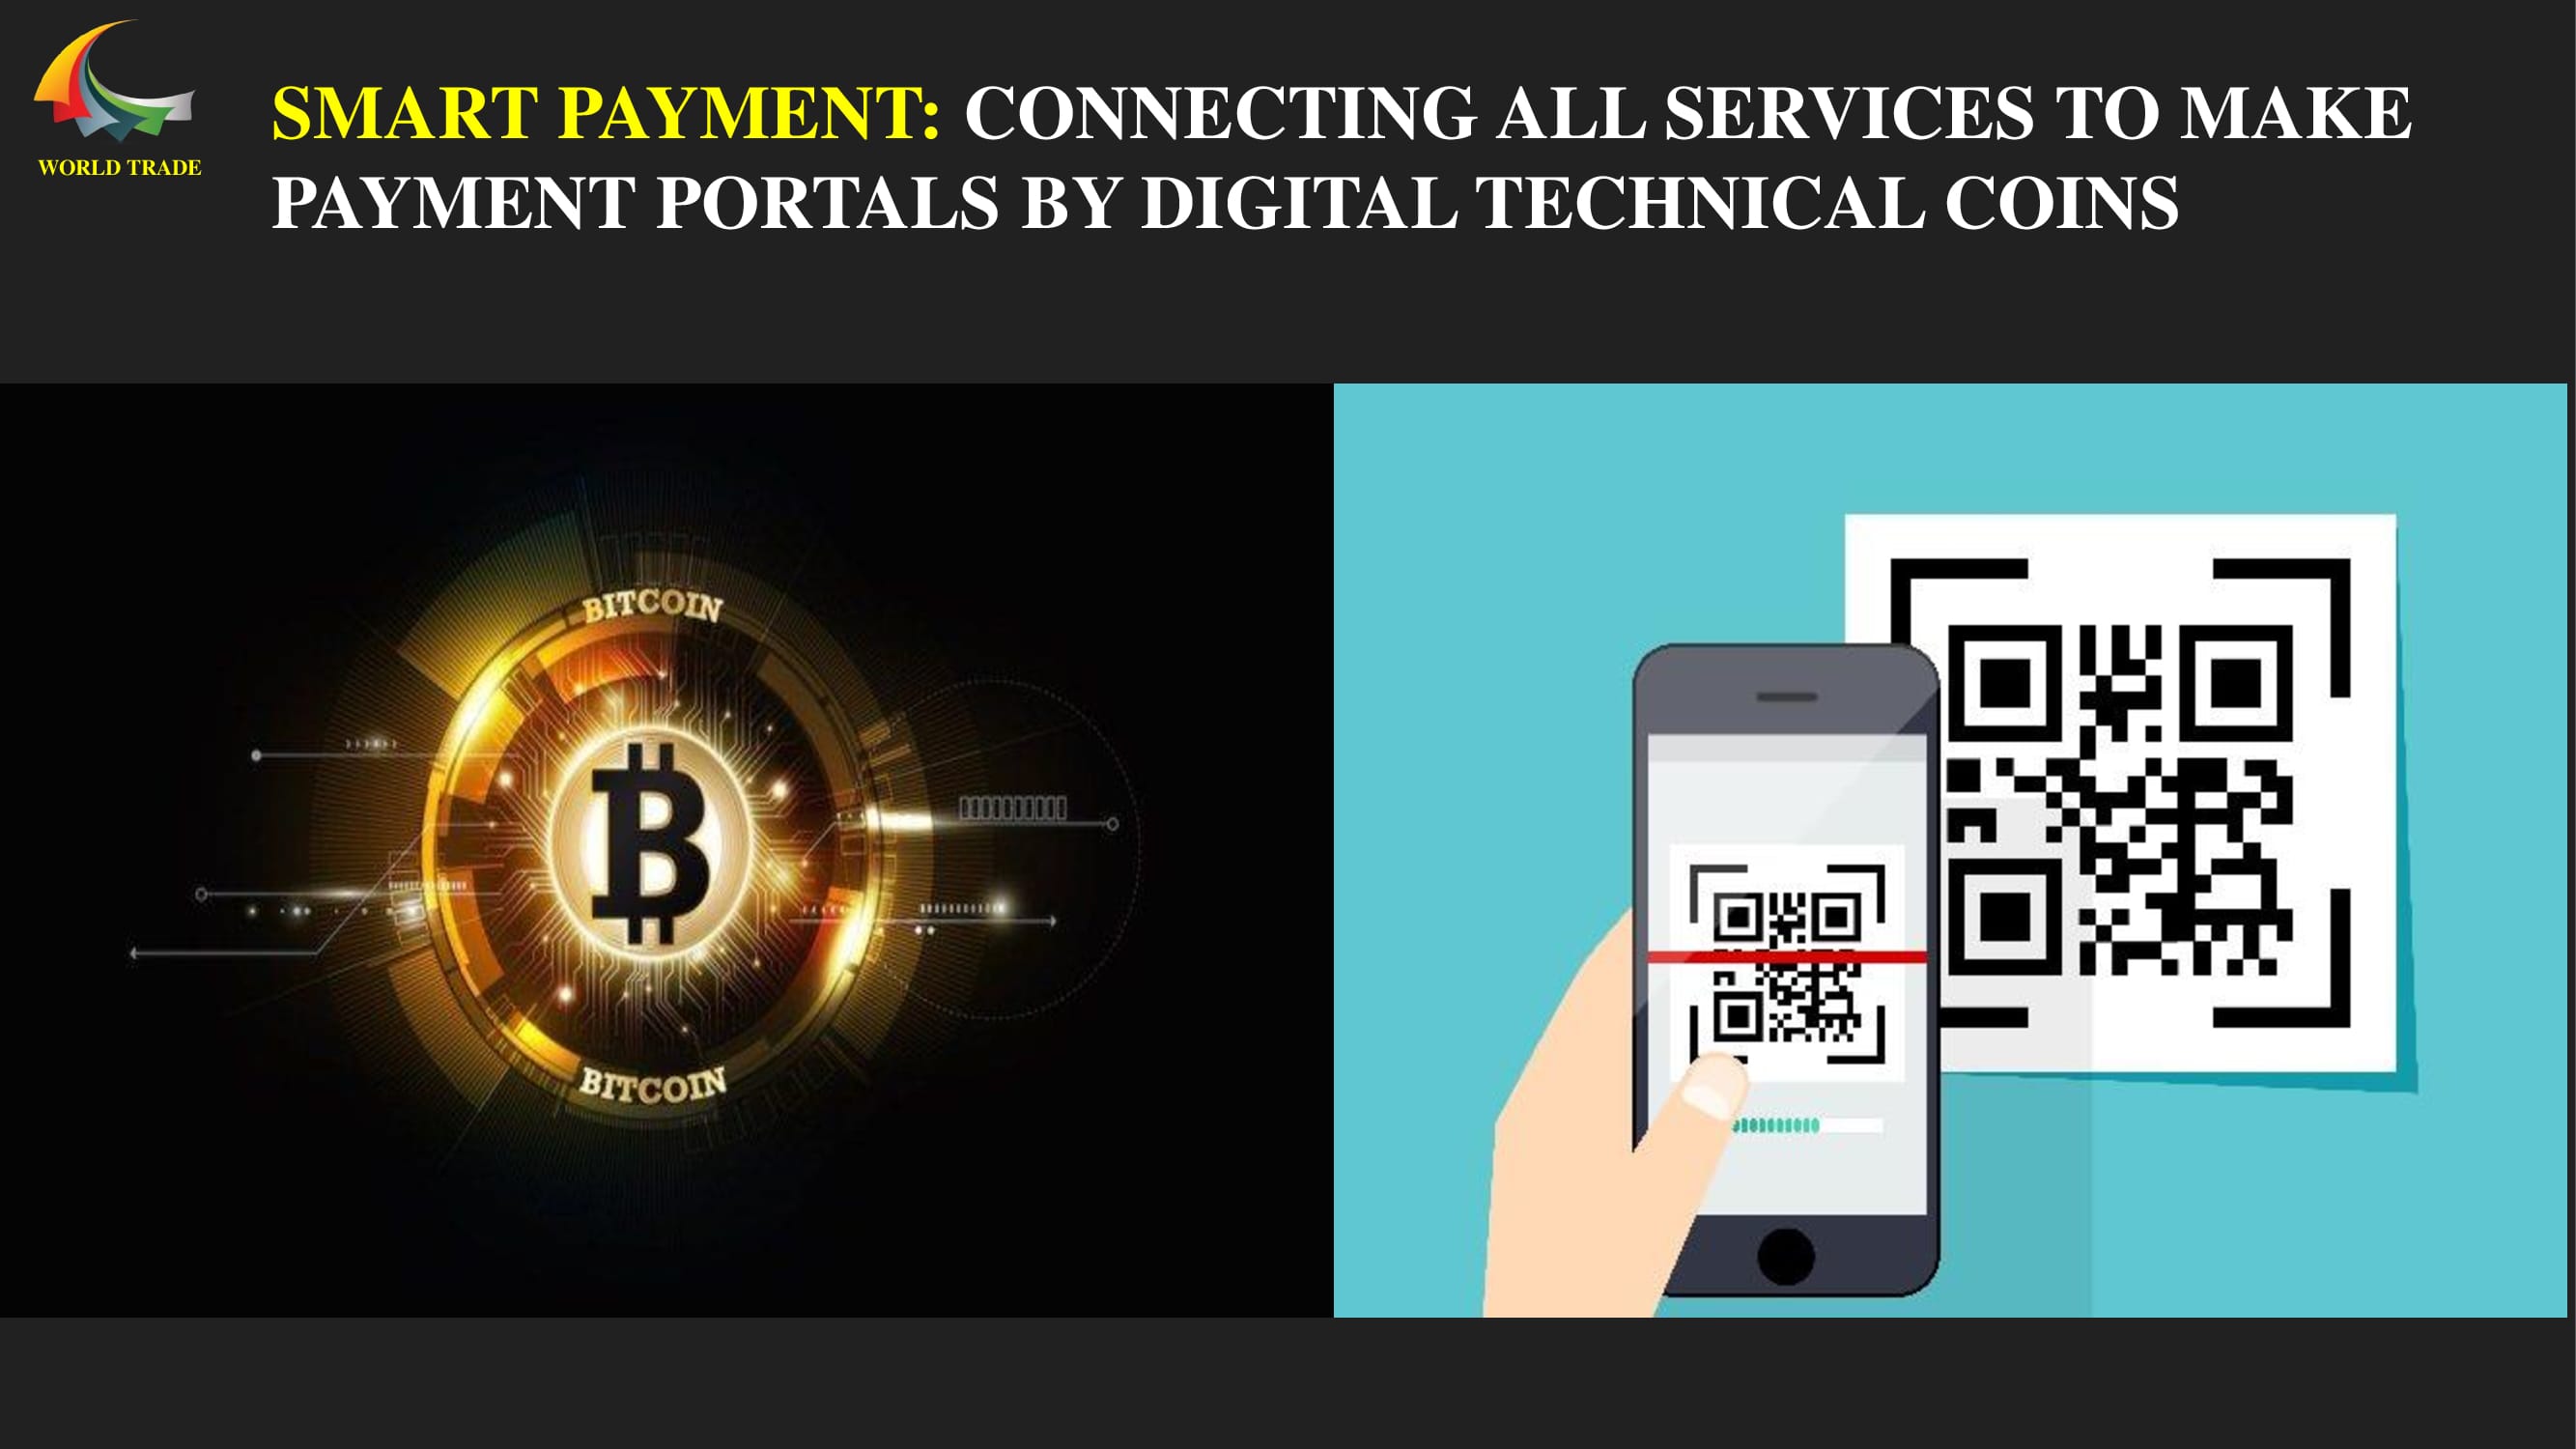 WORLD TRADE
SMART PAYMENT: CONNECTING ALL SERVICES TO MAKE
PAYMENT PORTALS BY DIGITAL TECHNICAL COINS
BITCOIN
B
BITCOIN